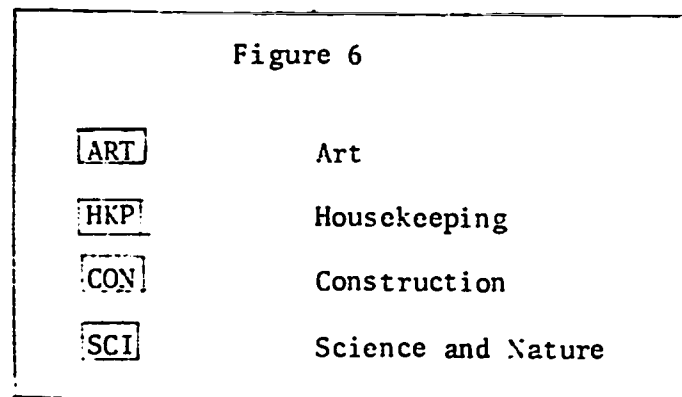 Figure 6
ART Art
HKP Housekeeping
CON Construction
SCI Science and Nature